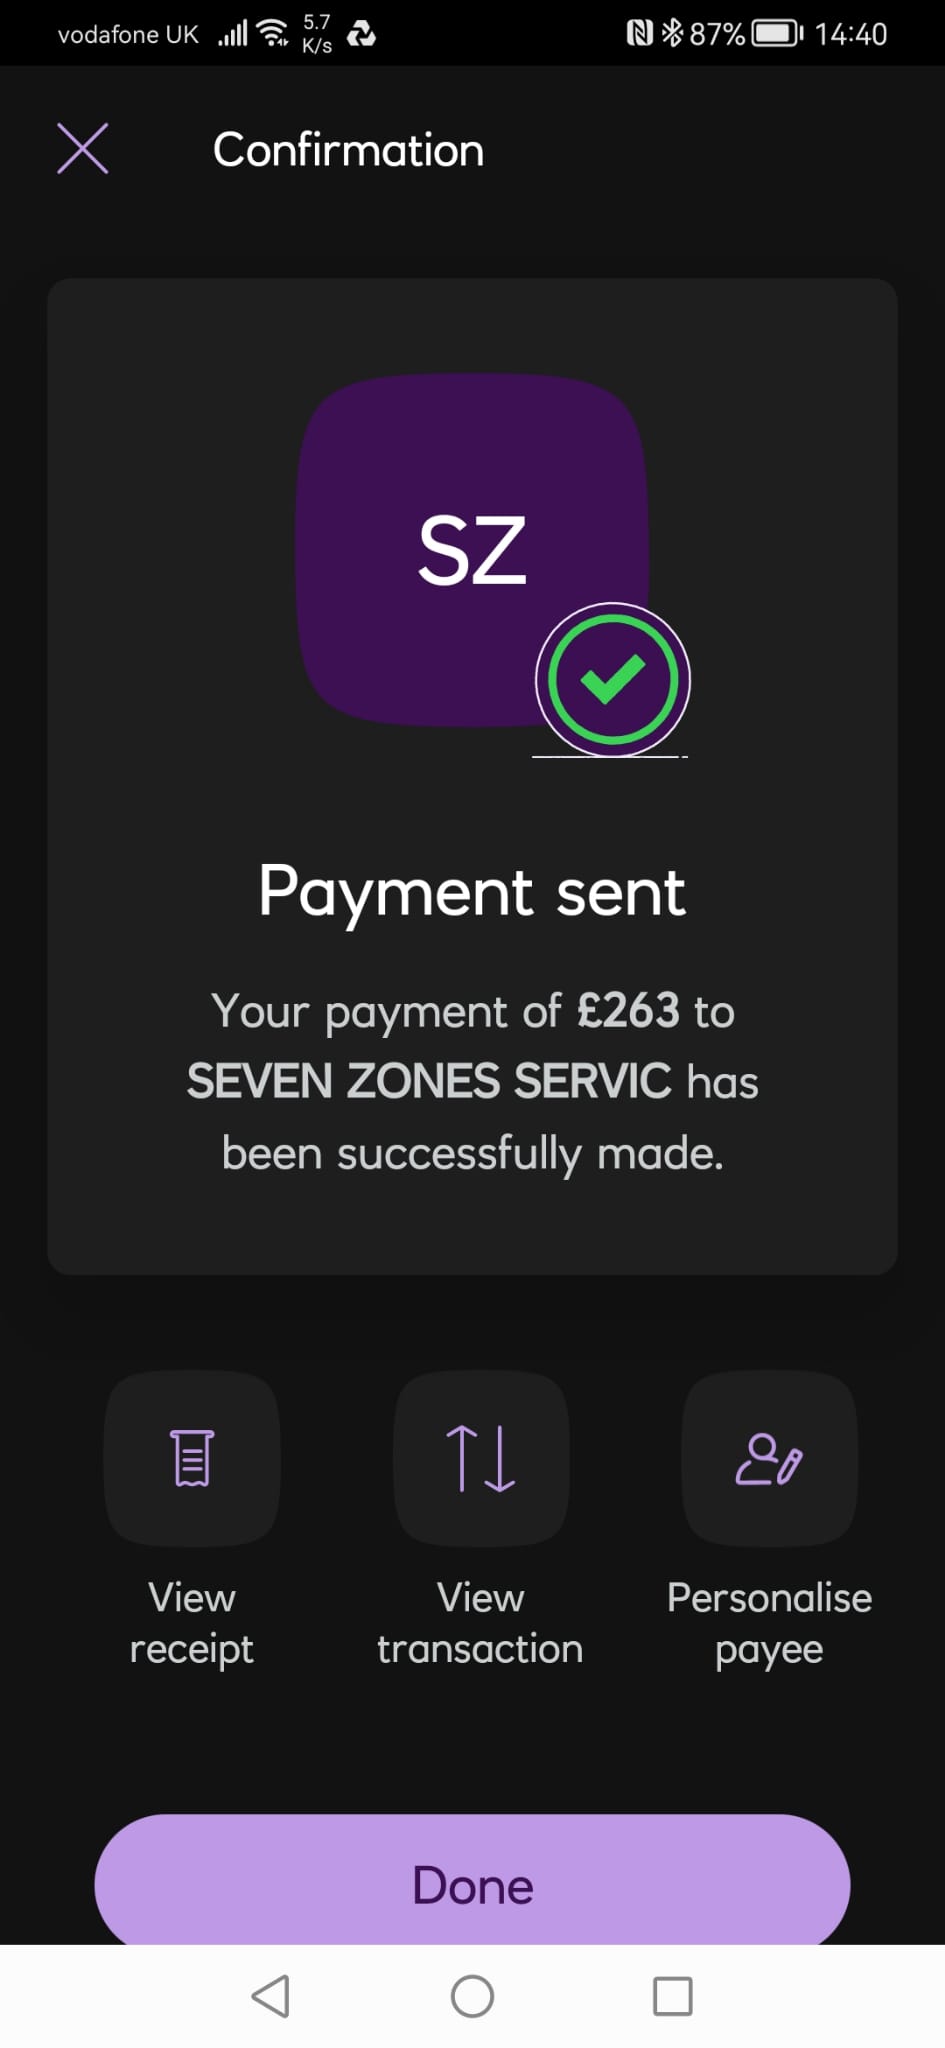 vodafone UK 5.7 K/s 87% 14:40
Confirmation
SZ
Payment sent
Your payment of £263 to
SEVEN ZONES SERVIC has
been successfully made.
View receipt
View transaction
Personalise payee
Done